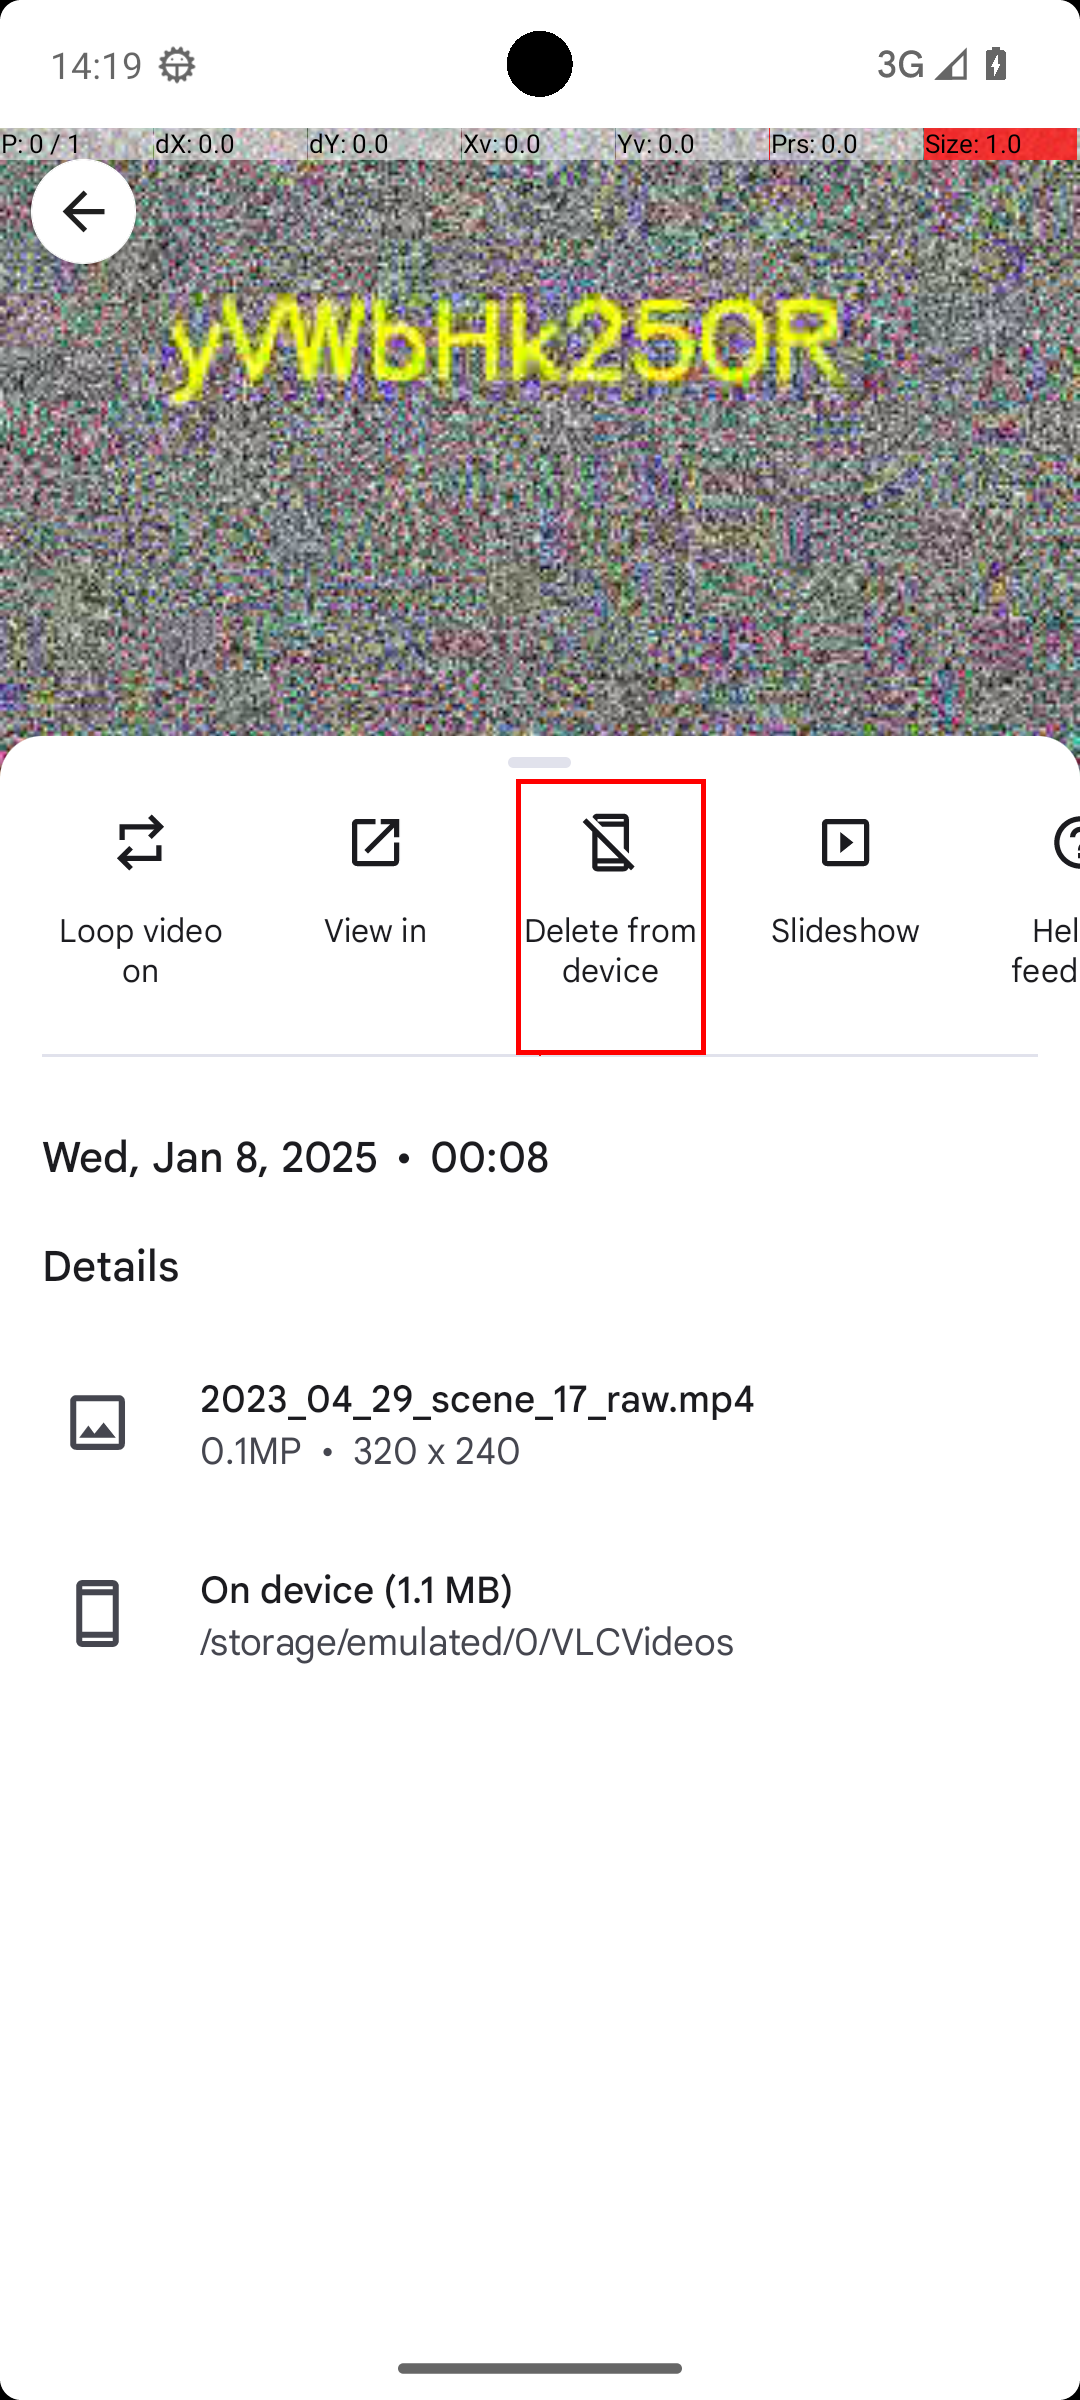 14:19 3G
P: 0 / 1 dX: 0.0 dY: 0.0 Xv: 0.0 Yv: 0.0 Prs: 0.0 Size: 1.0
yVWbHk25OR
Loop video on
View in
Delete from device
Slideshow
Hel
feed
Wed, Jan 8, 2025 • 00:08
Details
2023_04_29_scene_17_raw.mp4
0.1MP • 320 x 240
On device (1.1 MB)
/storage/emulated/0/VLCVideos